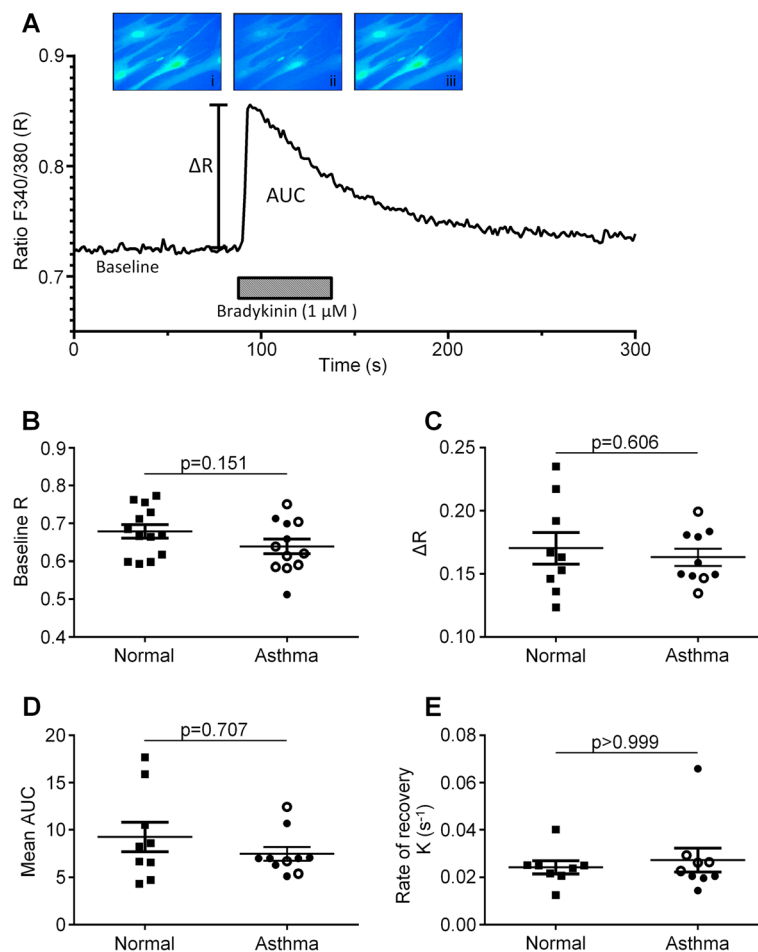 A
i
ii
iii
0.9
0.8
0.7
Ratio F340/380 (R)
ΔR
AUC
Baseline
Bradykinin (1 µM )
0
100
200
300
Time (s)
B
0.9
0.8
0.7
0.6
0.5
0.4
Baseline R
p=0.151
Normal
Asthma
C
0.25
0.20
0.15
0.10
ΔR
p=0.606
Normal
Asthma
D
20
15
10
5
0
Mean AUC
p=0.707
Normal
Asthma
E
0.08
0.06
0.04
0.02
0.00
Rate of recovery
K (s⁻¹)
p>0.999
Normal
Asthma